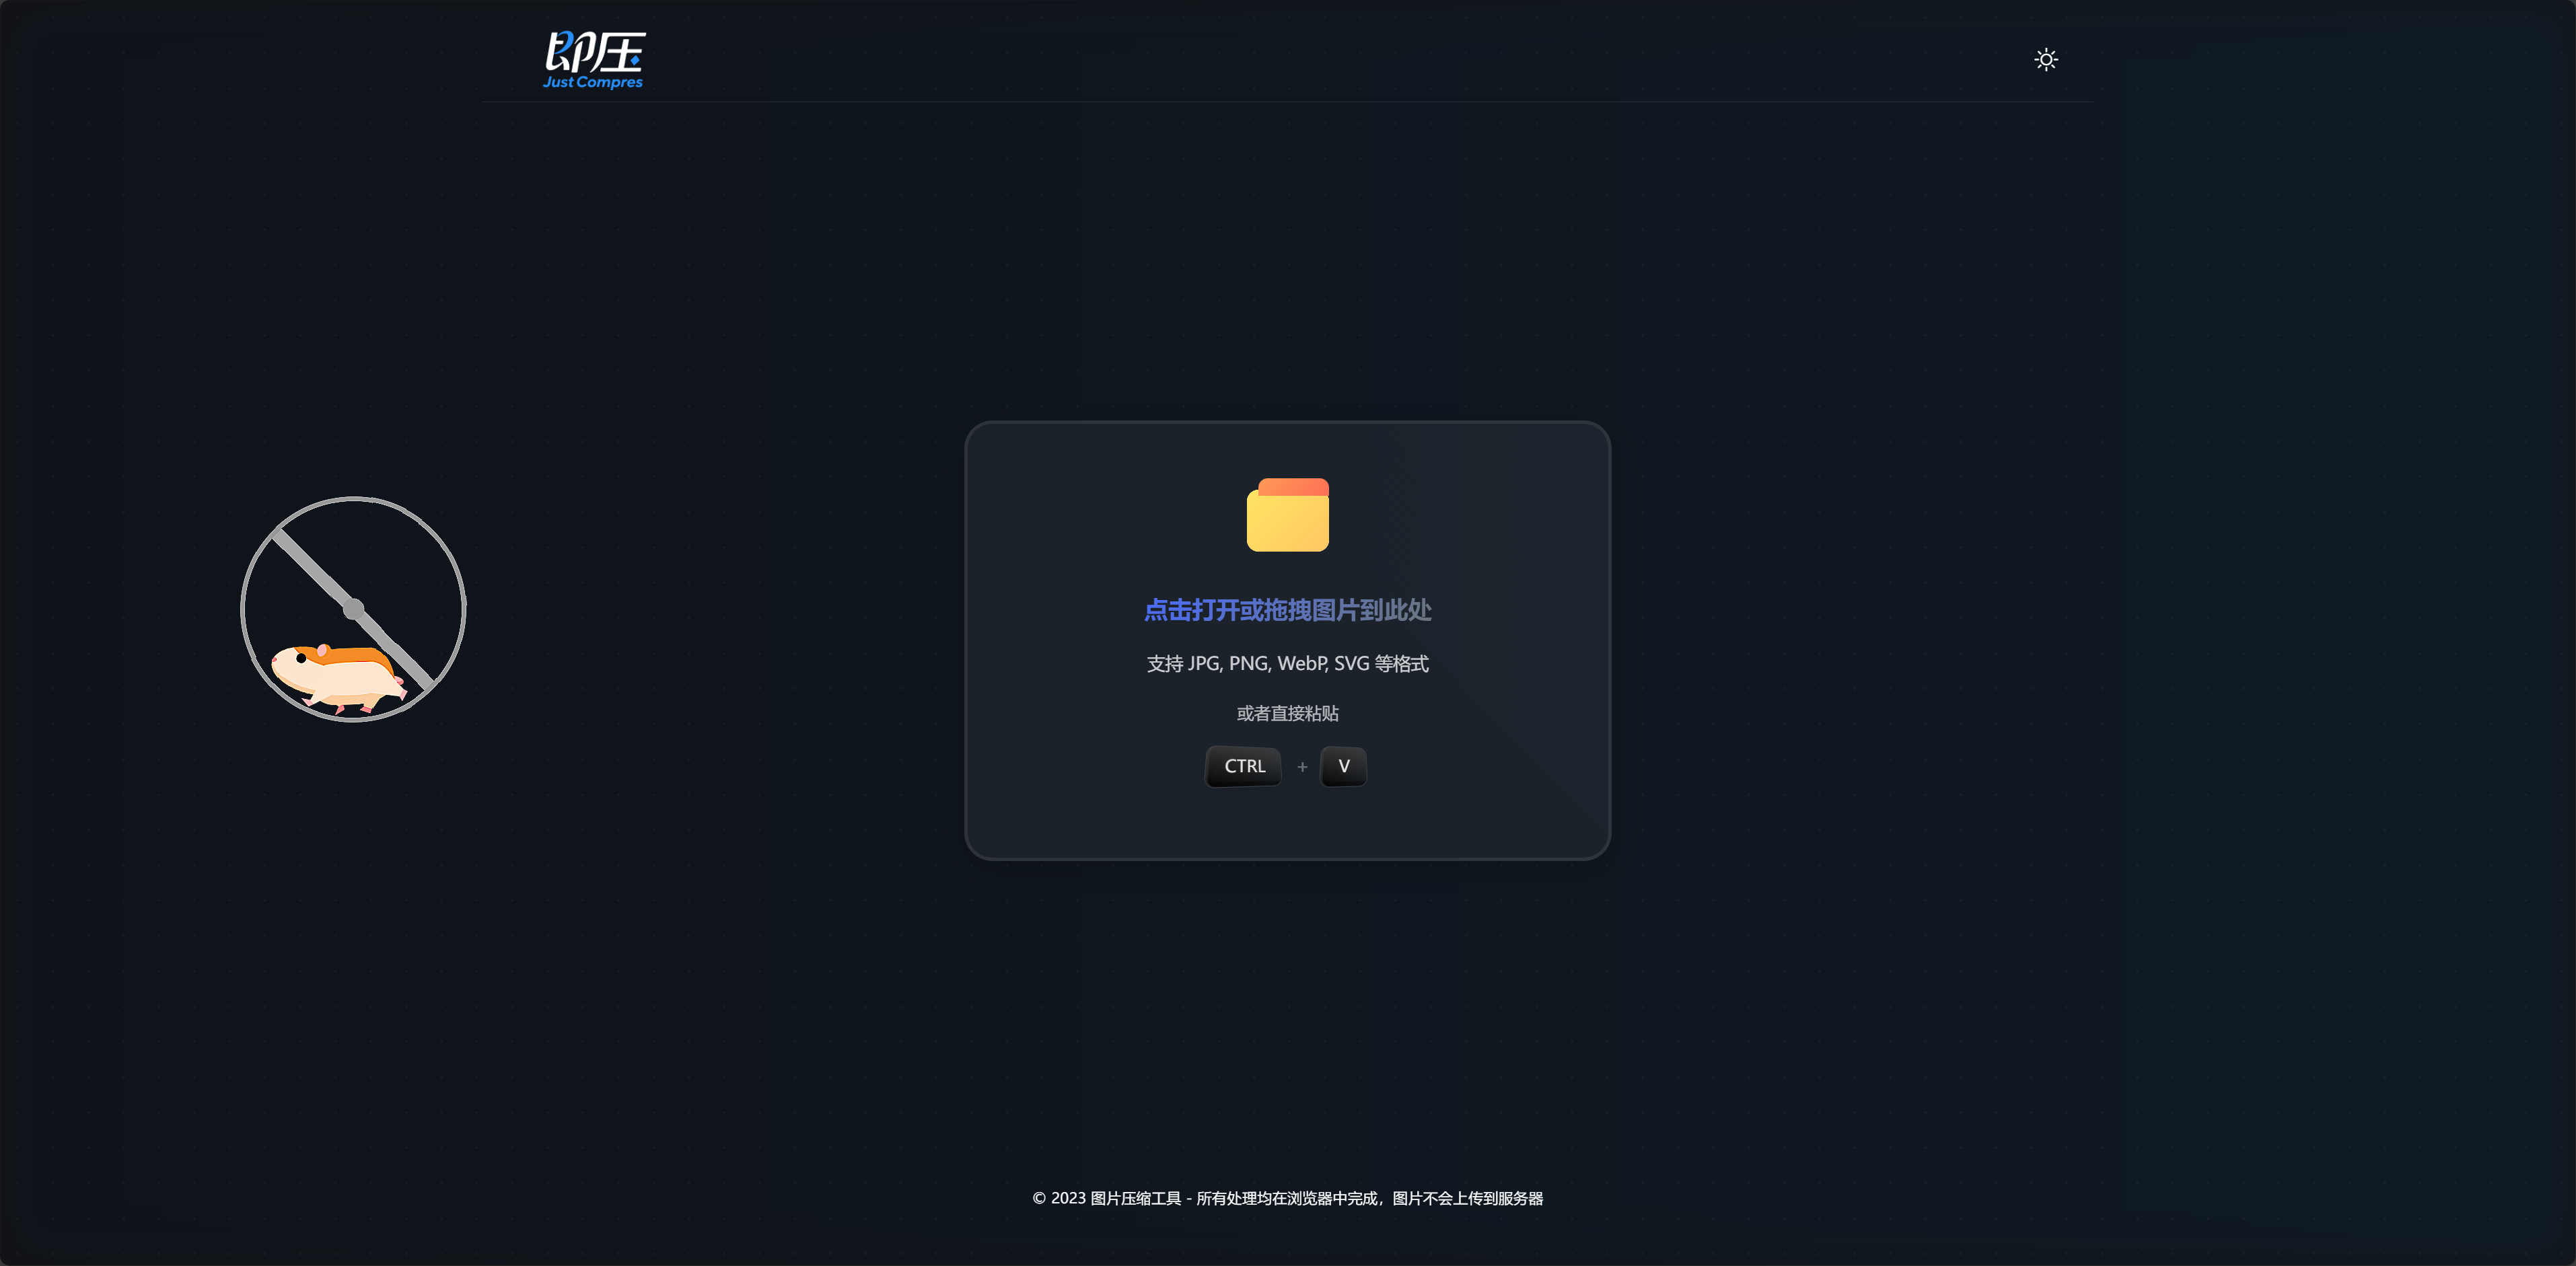 即压
Just Compres
点击打开或拖拽图片到此处
支持 JPG, PNG, WebP, SVG 等格式
或者直接粘贴
CTRL + V
© 2023 图片压缩工具 - 所有处理均在浏览器中完成，图片不会上传到服务器